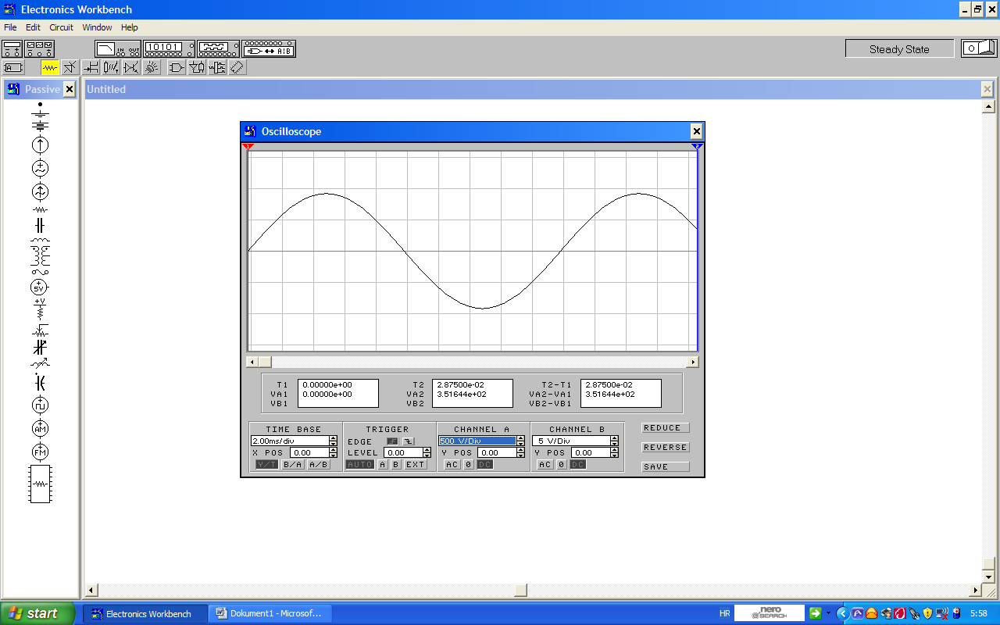 Electronics Workbench
File Edit Circuit Window Help
IN OUT 10101 A|B
Steady State
A
Passive
Untitled
Oscilloscope
1 2
5V
+V
AM
FM
T1 0.00000e+00 T2 2.87500e-02 T2-T1 2.87500e-02
VA1 0.00000e+00 VA2 3.51644e+02 VA2-VA1 3.51644e+02
VB1 VB2 VB2-VB1
TIME BASE TRIGGER CHANNEL A CHANNEL B REDUCE
2.00ms/div EDGE 500 V/Div 5 V/Div
X POS 0.00 LEVEL 0.00 Y POS 0.00 Y POS 0.00 REVERSE
Y/T B/A A/B AUTO A B EXT AC 0 DC AC 0 DC SAVE
start Electronics Workbench Dokument1 - Microsof... HR nero SEARCH 5:58